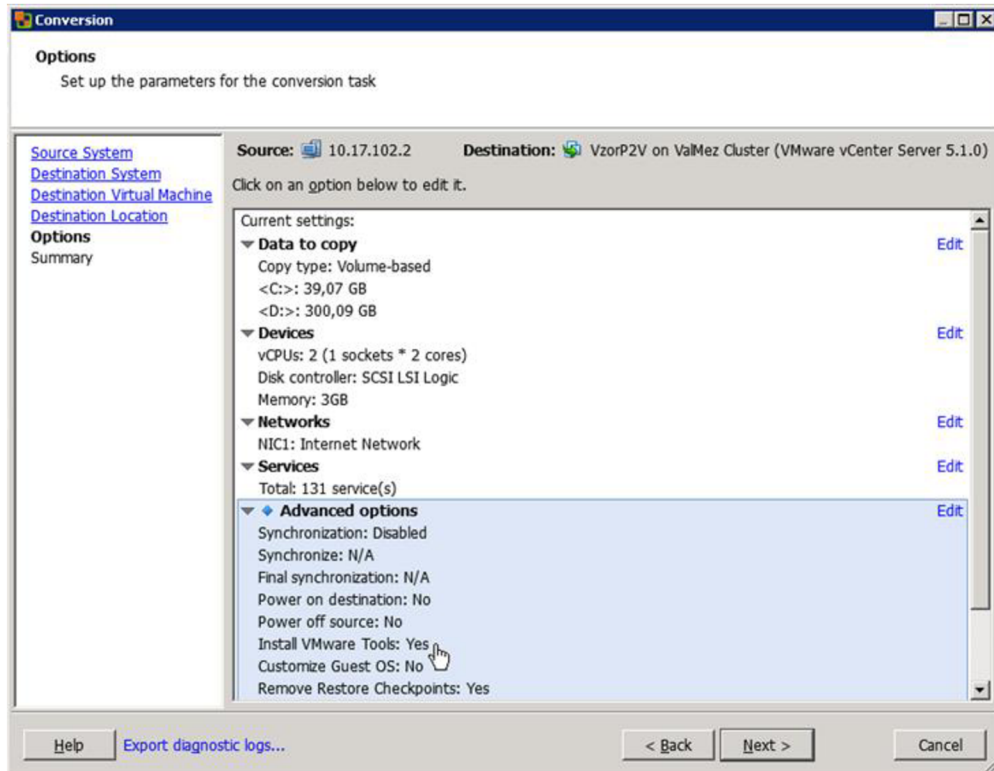 Conversion
Options
Set up the parameters for the conversion task
Source System
Destination System
Destination Virtual Machine
Destination Location
Options
Summary
Source: 10.17.102.2 Destination: VzorP2V on ValMez Cluster (VMware vCenter Server 5.1.0)
Click on an option below to edit it.
Current settings:
Data to copy Edit
Copy type: Volume-based
<C:>: 39,07 GB
<D:>: 300,09 GB
Devices Edit
vCPUs: 2 (1 sockets * 2 cores)
Disk controller: SCSI LSI Logic
Memory: 3GB
Networks Edit
NIC1: Internet Network
Services Edit
Total: 131 service(s)
Advanced options Edit
Synchronization: Disabled
Synchronize: N/A
Final synchronization: N/A
Power on destination: No
Power off source: No
Install VMware Tools: Yes
Customize Guest OS: No
Remove Restore Checkpoints: Yes
Help Export diagnostic logs... < Back Next > Cancel